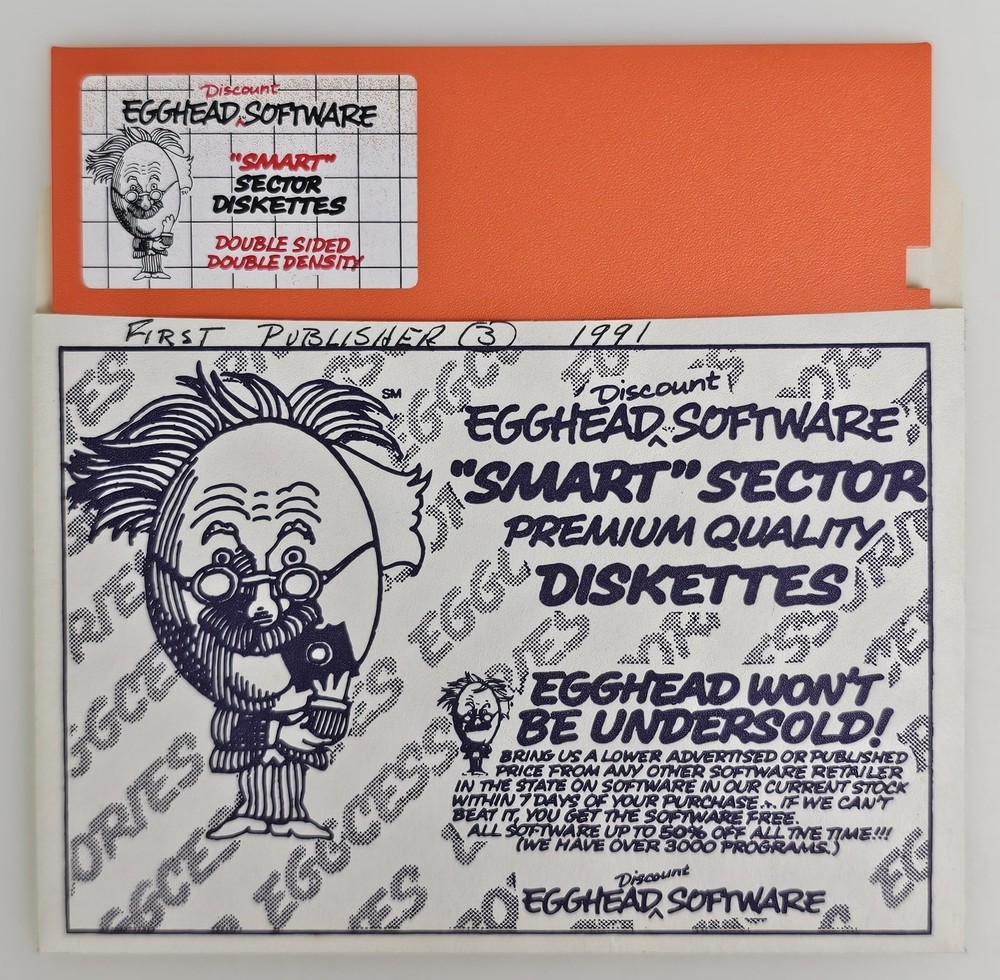 Discount
EGGHEAD ^ SOFTWARE
"SMART"
SECTOR
DISKETTES
DOUBLE SIDED
DOUBLE DENSITY
FIRST PUBLISHER (3) 1991
SM
Discount
EGGHEAD ^ SOFTWARE
"SMART" SECTOR
PREMIUM QUALITY
DISKETTES
EGGHEAD WON'T
BE UNDERSOLD!
BRING US A LOWER ADVERTISED OR PUBLISHED
PRICE FROM ANY OTHER SOFTWARE RETAILER
IN THE STATE ON SOFTWARE IN OUR CURRENT STOCK
WITHIN 7 DAYS OF YOUR PURCHASE... IF WE CAN'T
BEAT IT, YOU GET THE SOFTWARE FREE.
ALL SOFTWARE UP TO 50% OFF ALL THE TIME!!!
(WE HAVE OVER 3000 PROGRAMS.)
Discount
EGGHEAD ^ SOFTWARE